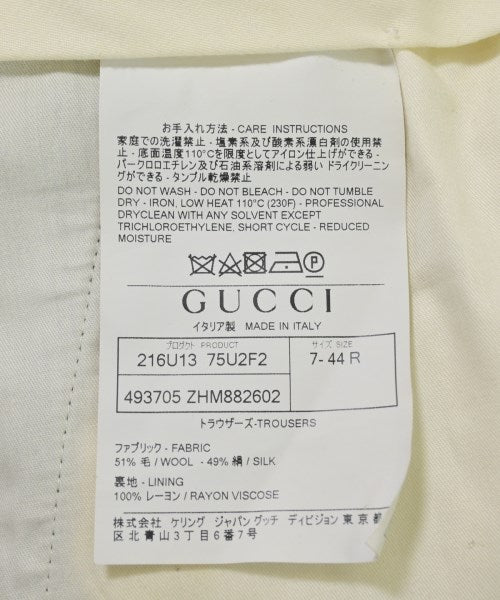 お手入れ方法 - CARE INSTRUCTIONS
家庭での洗濯禁止 - 塩素系及び酸素系漂白剤の使用禁
止 - 底面温度110°Cを限度としてアイロン仕上げができる -
パークロロエチレン及び石油系溶剤による弱い ドライクリーニン
グができる - タンブル乾燥禁止
DO NOT WASH - DO NOT BLEACH - DO NOT TUMBLE
DRY - IRON, LOW HEAT 110°C (230F) - PROFESSIONAL
DRYCLEAN WITH ANY SOLVENT EXCEPT
TRICHLOROETHYLENE, SHORT CYCLE - REDUCED
MOISTURE
P
GUCCI
イタリア製 MADE IN ITALY
プロダクト PRODUCT
216U13 75U2F2
サイズ SIZE
7- 44 R
493705 ZHM882602
トラウザーズ-TROUSERS
ファブリック - FABRIC
51% 毛 / WOOL - 49% 絹 / SILK
裏地 - LINING
100% レーヨン / RAYON VISCOSE
株式会社 ケリング ジャパン グッチ ディビジョン 東京都
区北青山3丁目6番7号